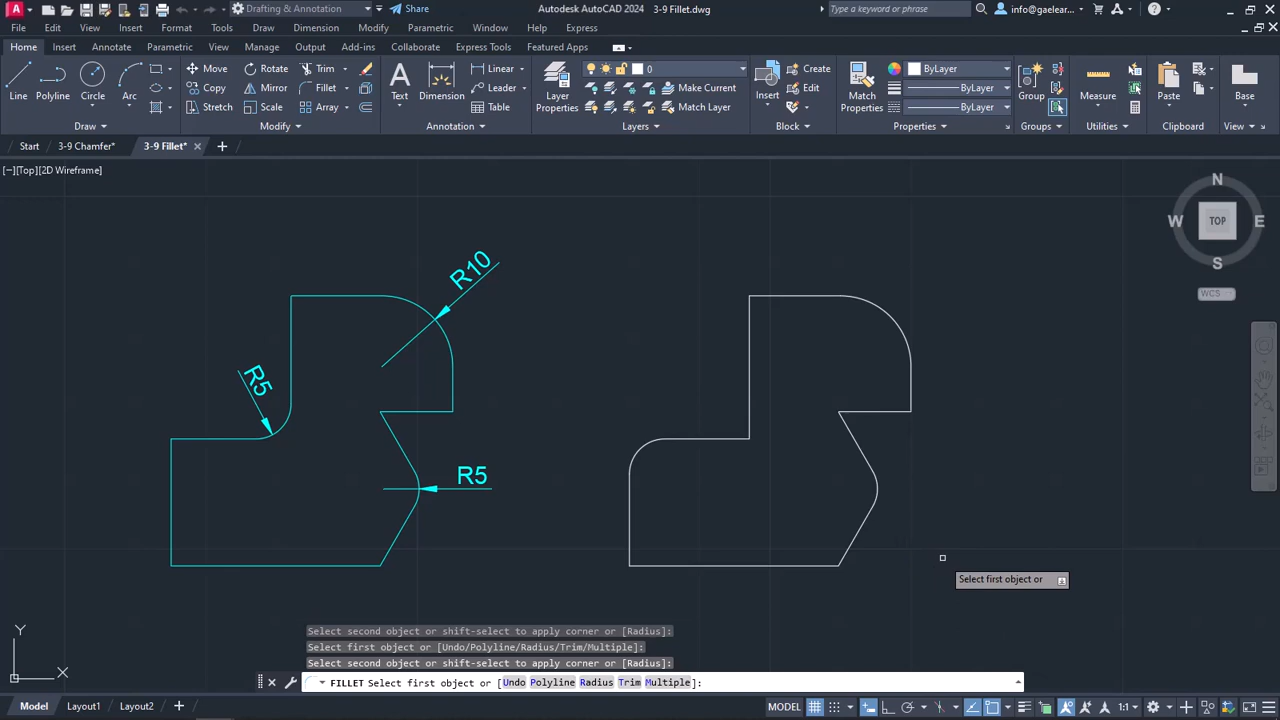 Drafting & Annotation
Share
Autodesk AutoCAD 2024 3-9 Fillet.dwg
Type a keyword or phrase
info@gaelear...
File Edit View Insert Format Tools Draw Dimension Modify Parametric Window Help Express
Home Insert Annotate Parametric View Manage Output Add-ins Collaborate Express Tools Featured Apps
Line Polyline Circle Arc
Move Rotate Trim
Copy Mirror Fillet
Stretch Scale Array
Text Dimension
Linear
Leader
Table
Layer Properties
0
Make Current
Match Layer
Insert
Create
Edit
Match Properties
ByLayer
ByLayer
ByLayer
Group
Measure
Paste
Base
Draw Modify Annotation Layers Block Properties Groups Utilities Clipboard View
Start 3-9 Chamfer* 3-9 Fillet*
[−][Top][2D Wireframe]
N
W TOP E
S
WCS
R10
R5
R5
Select first object or
Y
X
Select second object or shift-select to apply corner or [Radius]:
Select first object or [Undo/Polyline/Radius/Trim/Multiple]:
Select second object or shift-select to apply corner or [Radius]:
FILLET Select first object or [Undo Polyline Radius Trim Multiple]:
Model Layout1 Layout2
MODEL
1:1